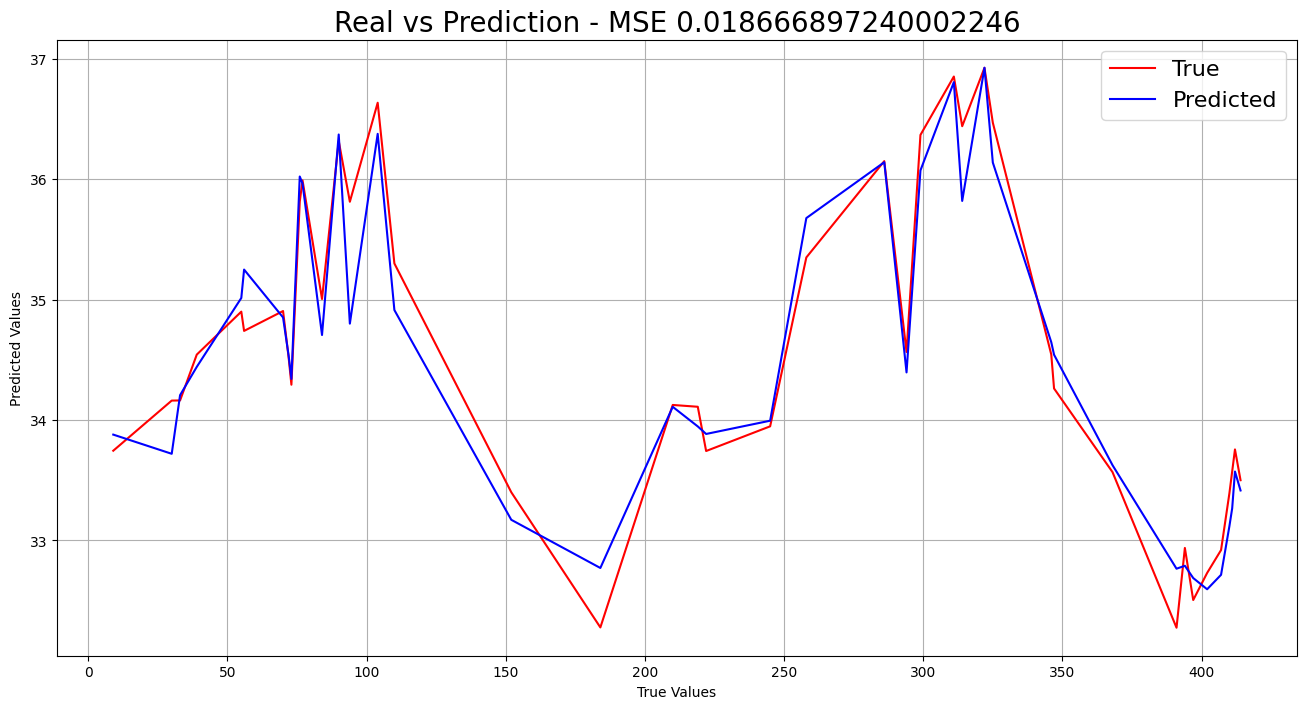 Real vs Prediction - MSE 0.018666897240002246
True
Predicted
Predicted Values
37
36
35
34
33
0 50 100 150 200 250 300 350 400
True Values